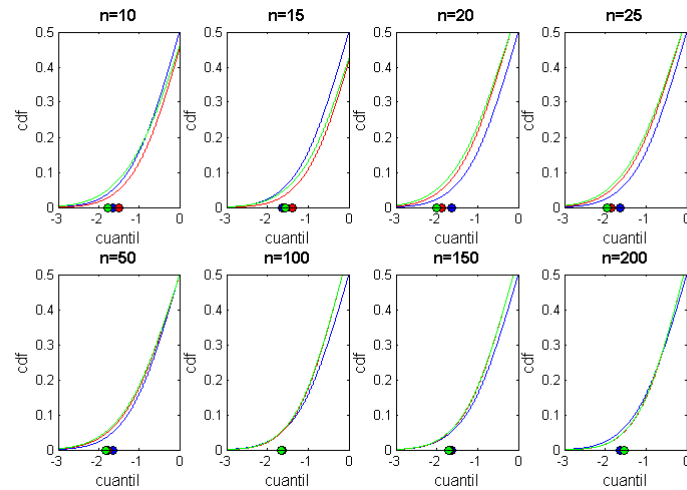 n=10 n=15 n=20 n=25
0.5 0.5 0.5 0.5
0.4 0.4 0.4 0.4
0.3 0.3 0.3 0.3
cdf cdf cdf cdf
0.2 0.2 0.2 0.2
0.1 0.1 0.1 0.1
0 0 0 0
-3 -2 -1 0 -3 -2 -1 0 -3 -2 -1 0 -3 -2 -1 0
cuantil cuantil cuantil cuantil
n=50 n=100 n=150 n=200
0.5 0.5 0.5 0.5
0.4 0.4 0.4 0.4
0.3 0.3 0.3 0.3
cdf cdf cdf cdf
0.2 0.2 0.2 0.2
0.1 0.1 0.1 0.1
0 0 0 0
-3 -2 -1 0 -3 -2 -1 0 -3 -2 -1 0 -3 -2 -1 0
cuantil cuantil cuantil cuantil